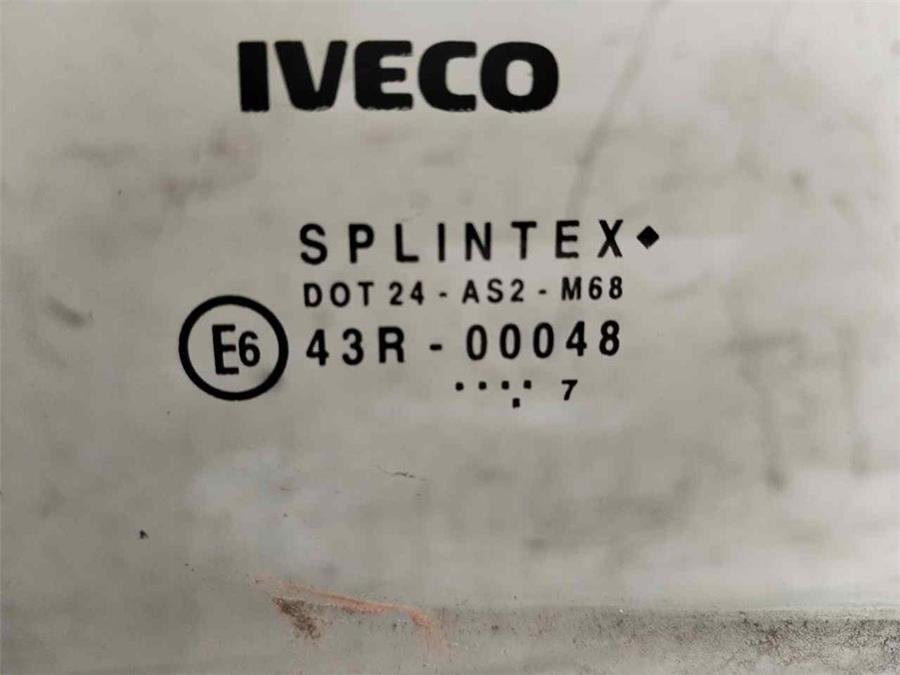 IVECO
SPLINTEX◆
DOT 24 - AS2 - M68
E6 43R - 00048
7